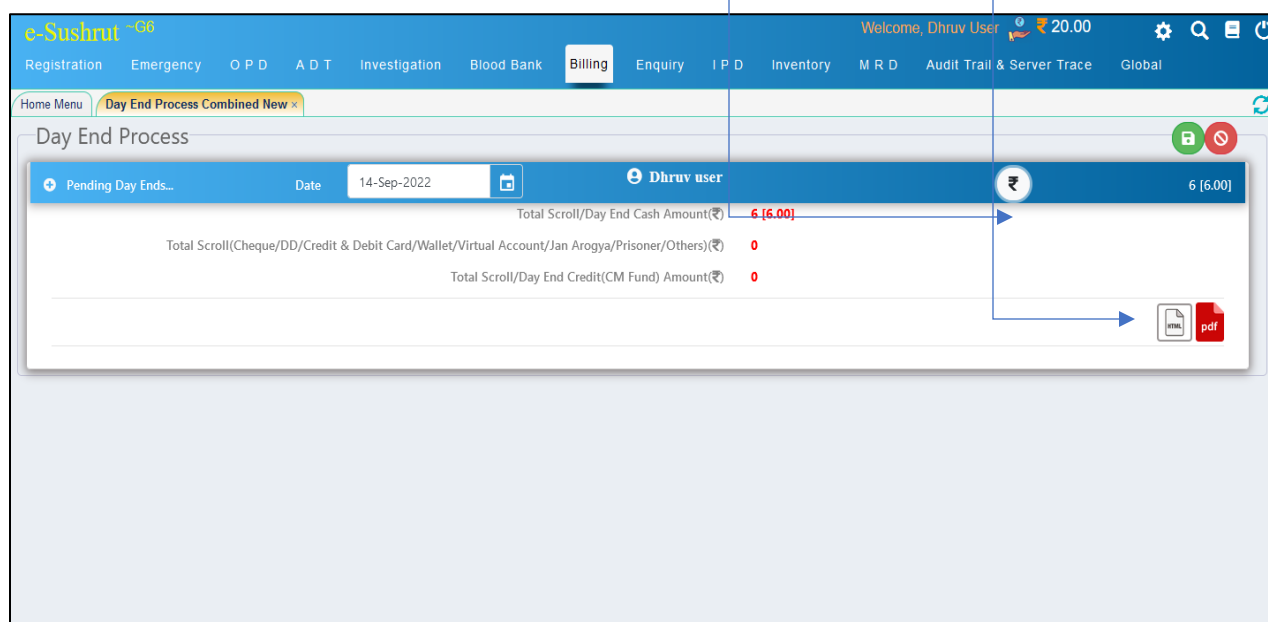 e-Sushrut ~G6
Welcome, Dhruv User ₹ 20.00
Registration Emergency O P D A D T Investigation Blood Bank Billing Enquiry I P D Inventory M R D Audit Trail & Server Trace Global
Home Menu Day End Process Combined New ×
Day End Process
Pending Day Ends... Date 14-Sep-2022 Dhruv user ₹ 6 [6.00]
Total Scroll/Day End Cash Amount(₹) 6 [6.00]
Total Scroll(Cheque/DD/Credit & Debit Card/Wallet/Virtual Account/Jan Arogya/Prisoner/Others)(₹) 0
Total Scroll/Day End Credit(CM Fund) Amount(₹) 0
HTML pdf